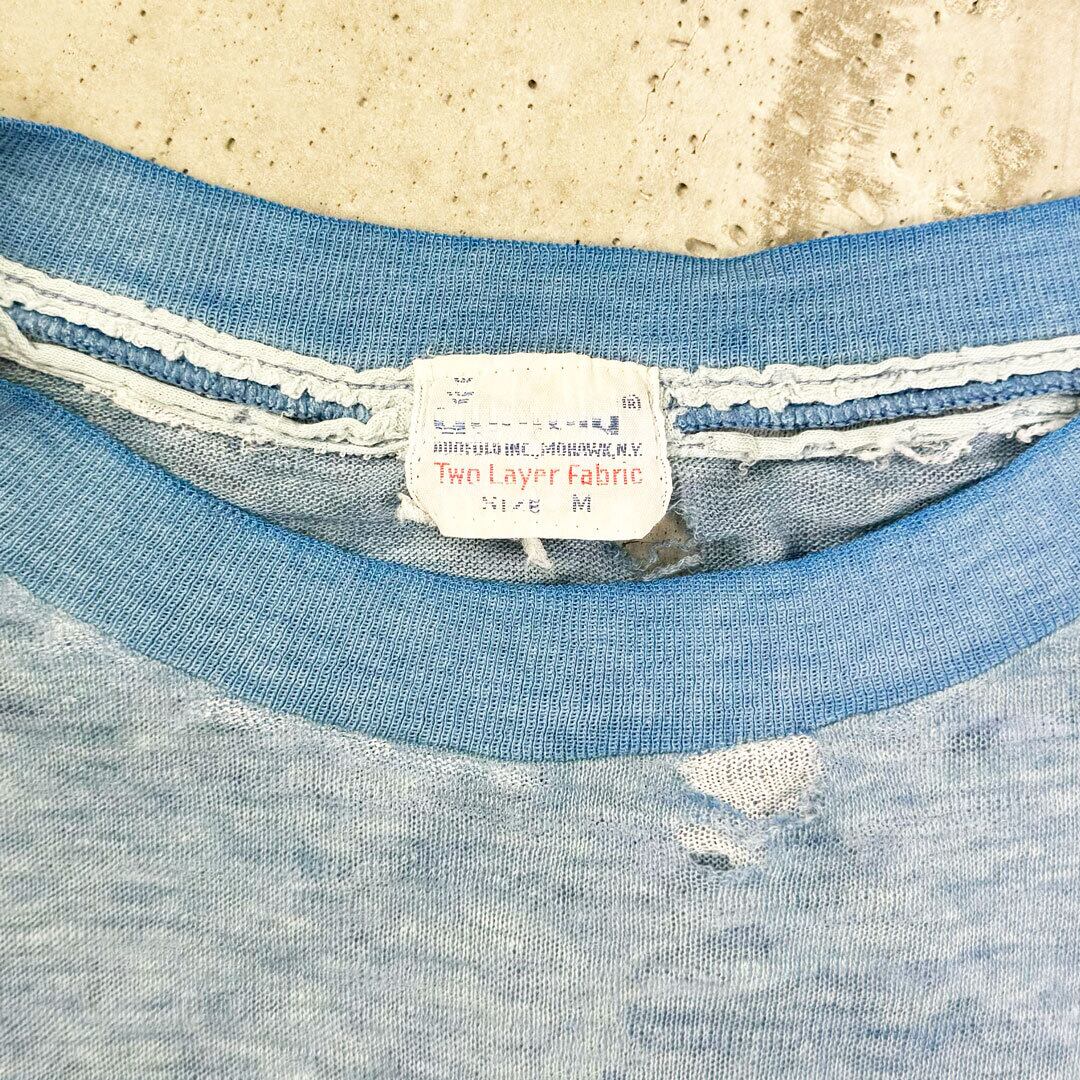 ®
DUOFOLD INC., MOHAWK, N.Y.
Two Layer Fabric
SIZE M